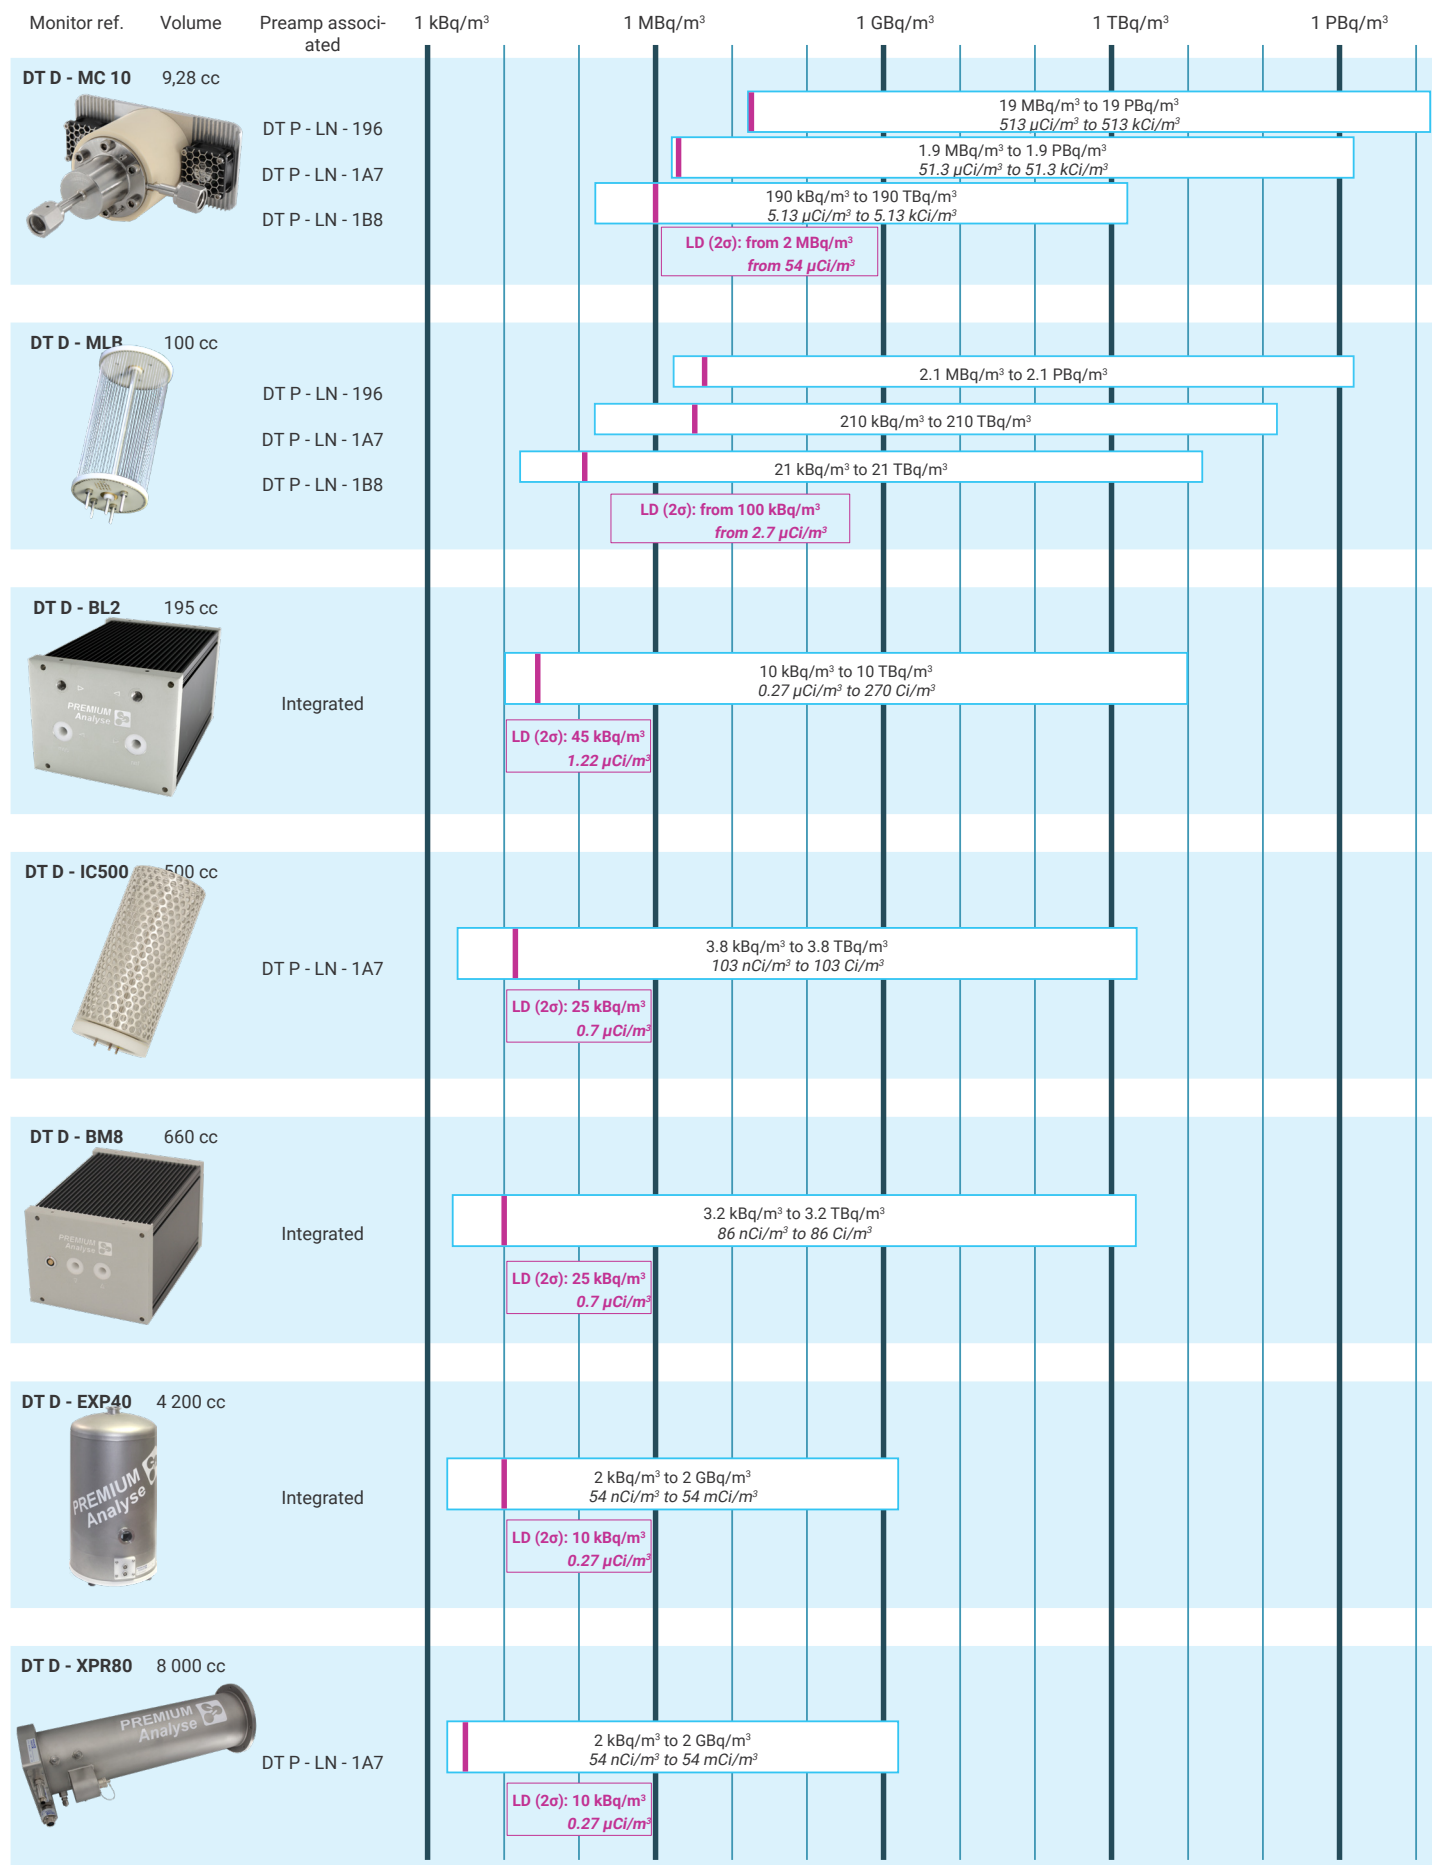 Monitor ref. Volume Preamp associ-
ated
1 kBq/m³ 1 MBq/m³ 1 GBq/m³ 1 TBq/m³ 1 PBq/m³
DT D - MC 10 9,28 cc
19 MBq/m³ to 19 PBq/m³
513 µCi/m³ to 513 kCi/m³
DT P - LN - 196
1.9 MBq/m³ to 1.9 PBq/m³
51.3 µCi/m³ to 51.3 kCi/m³
DT P - LN - 1A7
190 kBq/m³ to 190 TBq/m³
5.13 µCi/m³ to 5.13 kCi/m³
DT P - LN - 1B8
LD (2σ): from 2 MBq/m³
from 54 µCi/m³
DT D - MLB 100 cc
2.1 MBq/m³ to 2.1 PBq/m³
DT P - LN - 196
210 kBq/m³ to 210 TBq/m³
DT P - LN - 1A7
21 kBq/m³ to 21 TBq/m³
DT P - LN - 1B8
LD (2σ): from 100 kBq/m³
from 2.7 µCi/m³
DT D - BL2 195 cc
10 kBq/m³ to 10 TBq/m³
0.27 µCi/m³ to 270 Ci/m³
Integrated
PREMIUM
Analyse
LD (2σ): 45 kBq/m³
1.22 µCi/m³
DT D - IC500 500 cc
3.8 kBq/m³ to 3.8 TBq/m³
103 nCi/m³ to 103 Ci/m³
DT P - LN - 1A7
LD (2σ): 25 kBq/m³
0.7 µCi/m³
DT D - BM8 660 cc
3.2 kBq/m³ to 3.2 TBq/m³
86 nCi/m³ to 86 Ci/m³
Integrated
PREMIUM
Analyse
LD (2σ): 25 kBq/m³
0.7 µCi/m³
DT D - EXP40 4 200 cc
2 kBq/m³ to 2 GBq/m³
54 nCi/m³ to 54 mCi/m³
Integrated
PREMIUM
Analyse
LD (2σ): 10 kBq/m³
0.27 µCi/m³
DT D - XPR80 8 000 cc
PREMIUM
Analyse
2 kBq/m³ to 2 GBq/m³
54 nCi/m³ to 54 mCi/m³
DT P - LN - 1A7
LD (2σ): 10 kBq/m³
0.27 µCi/m³